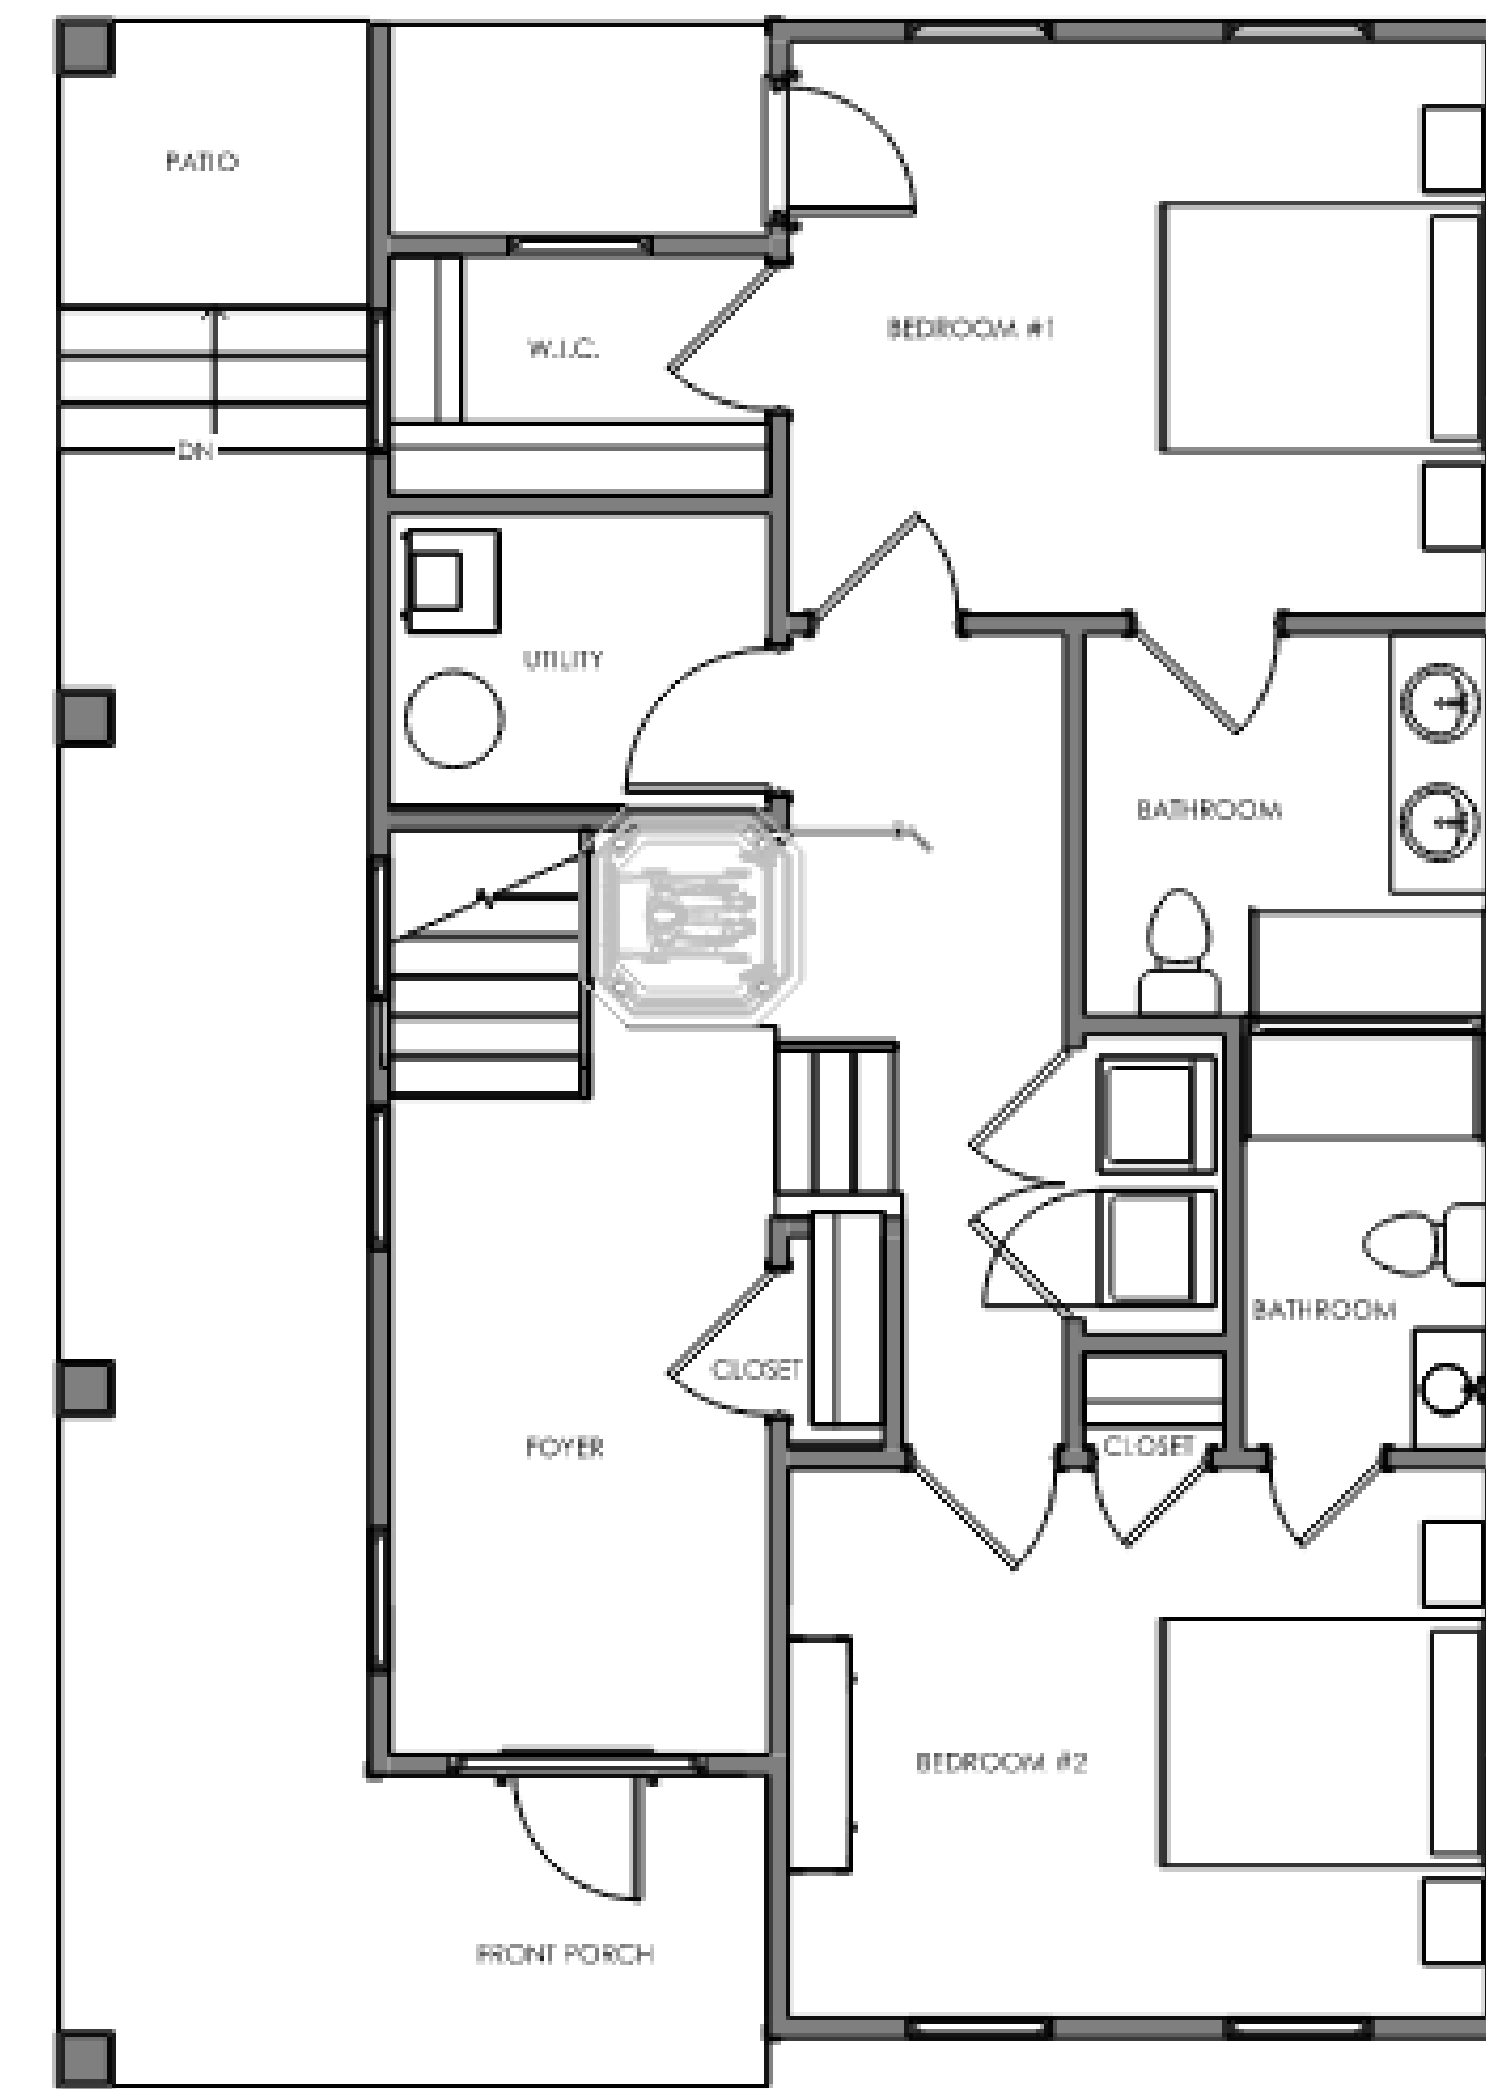 PATIO
BEDROOM #1
W.I.C.
DN
UTILITY
BATHROOM
BATHROOM
CLOSET
CLOSET
FOYER
BEDROOM #2
FRONT PORCH